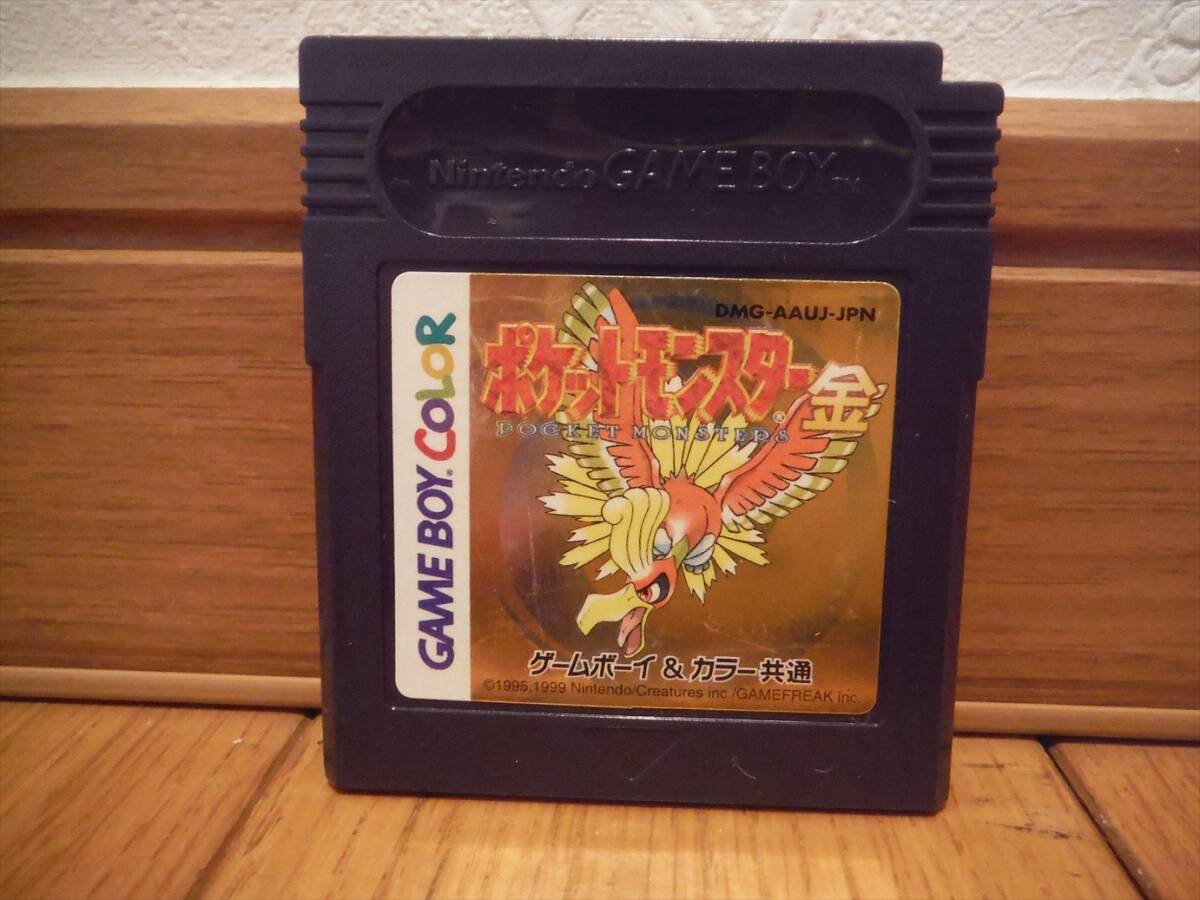 Nintendo GAME BOY TM
GAME BOY COLOR
DMG-AAUJ-JPN
ポケットモンスター金
POCKET MONSTERS
ゲームボーイ & カラー共通
©1995,1999 Nintendo/Creatures inc /GAMEFREAK inc.